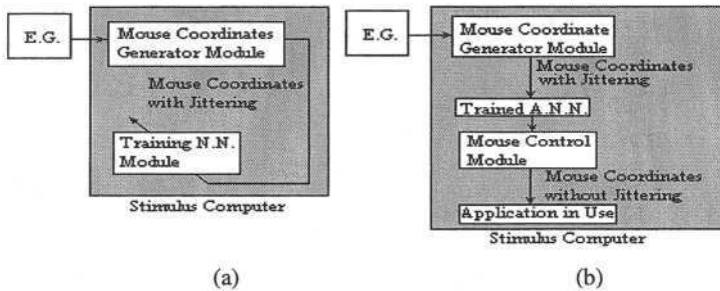 E.G.
Mouse Coordinates
Generator Module
Mouse Coordinates
with Jittering
Training N.N.
Module
Stimulus Computer
(a)
E.G.
Mouse Coordinate
Generator Module
Mouse Coordinates
with Jittering
Trained A.N.N.
Mouse Control
Module
Mouse Coordinates
without Jittering
Application in Use
Stimulus Computer
(b)